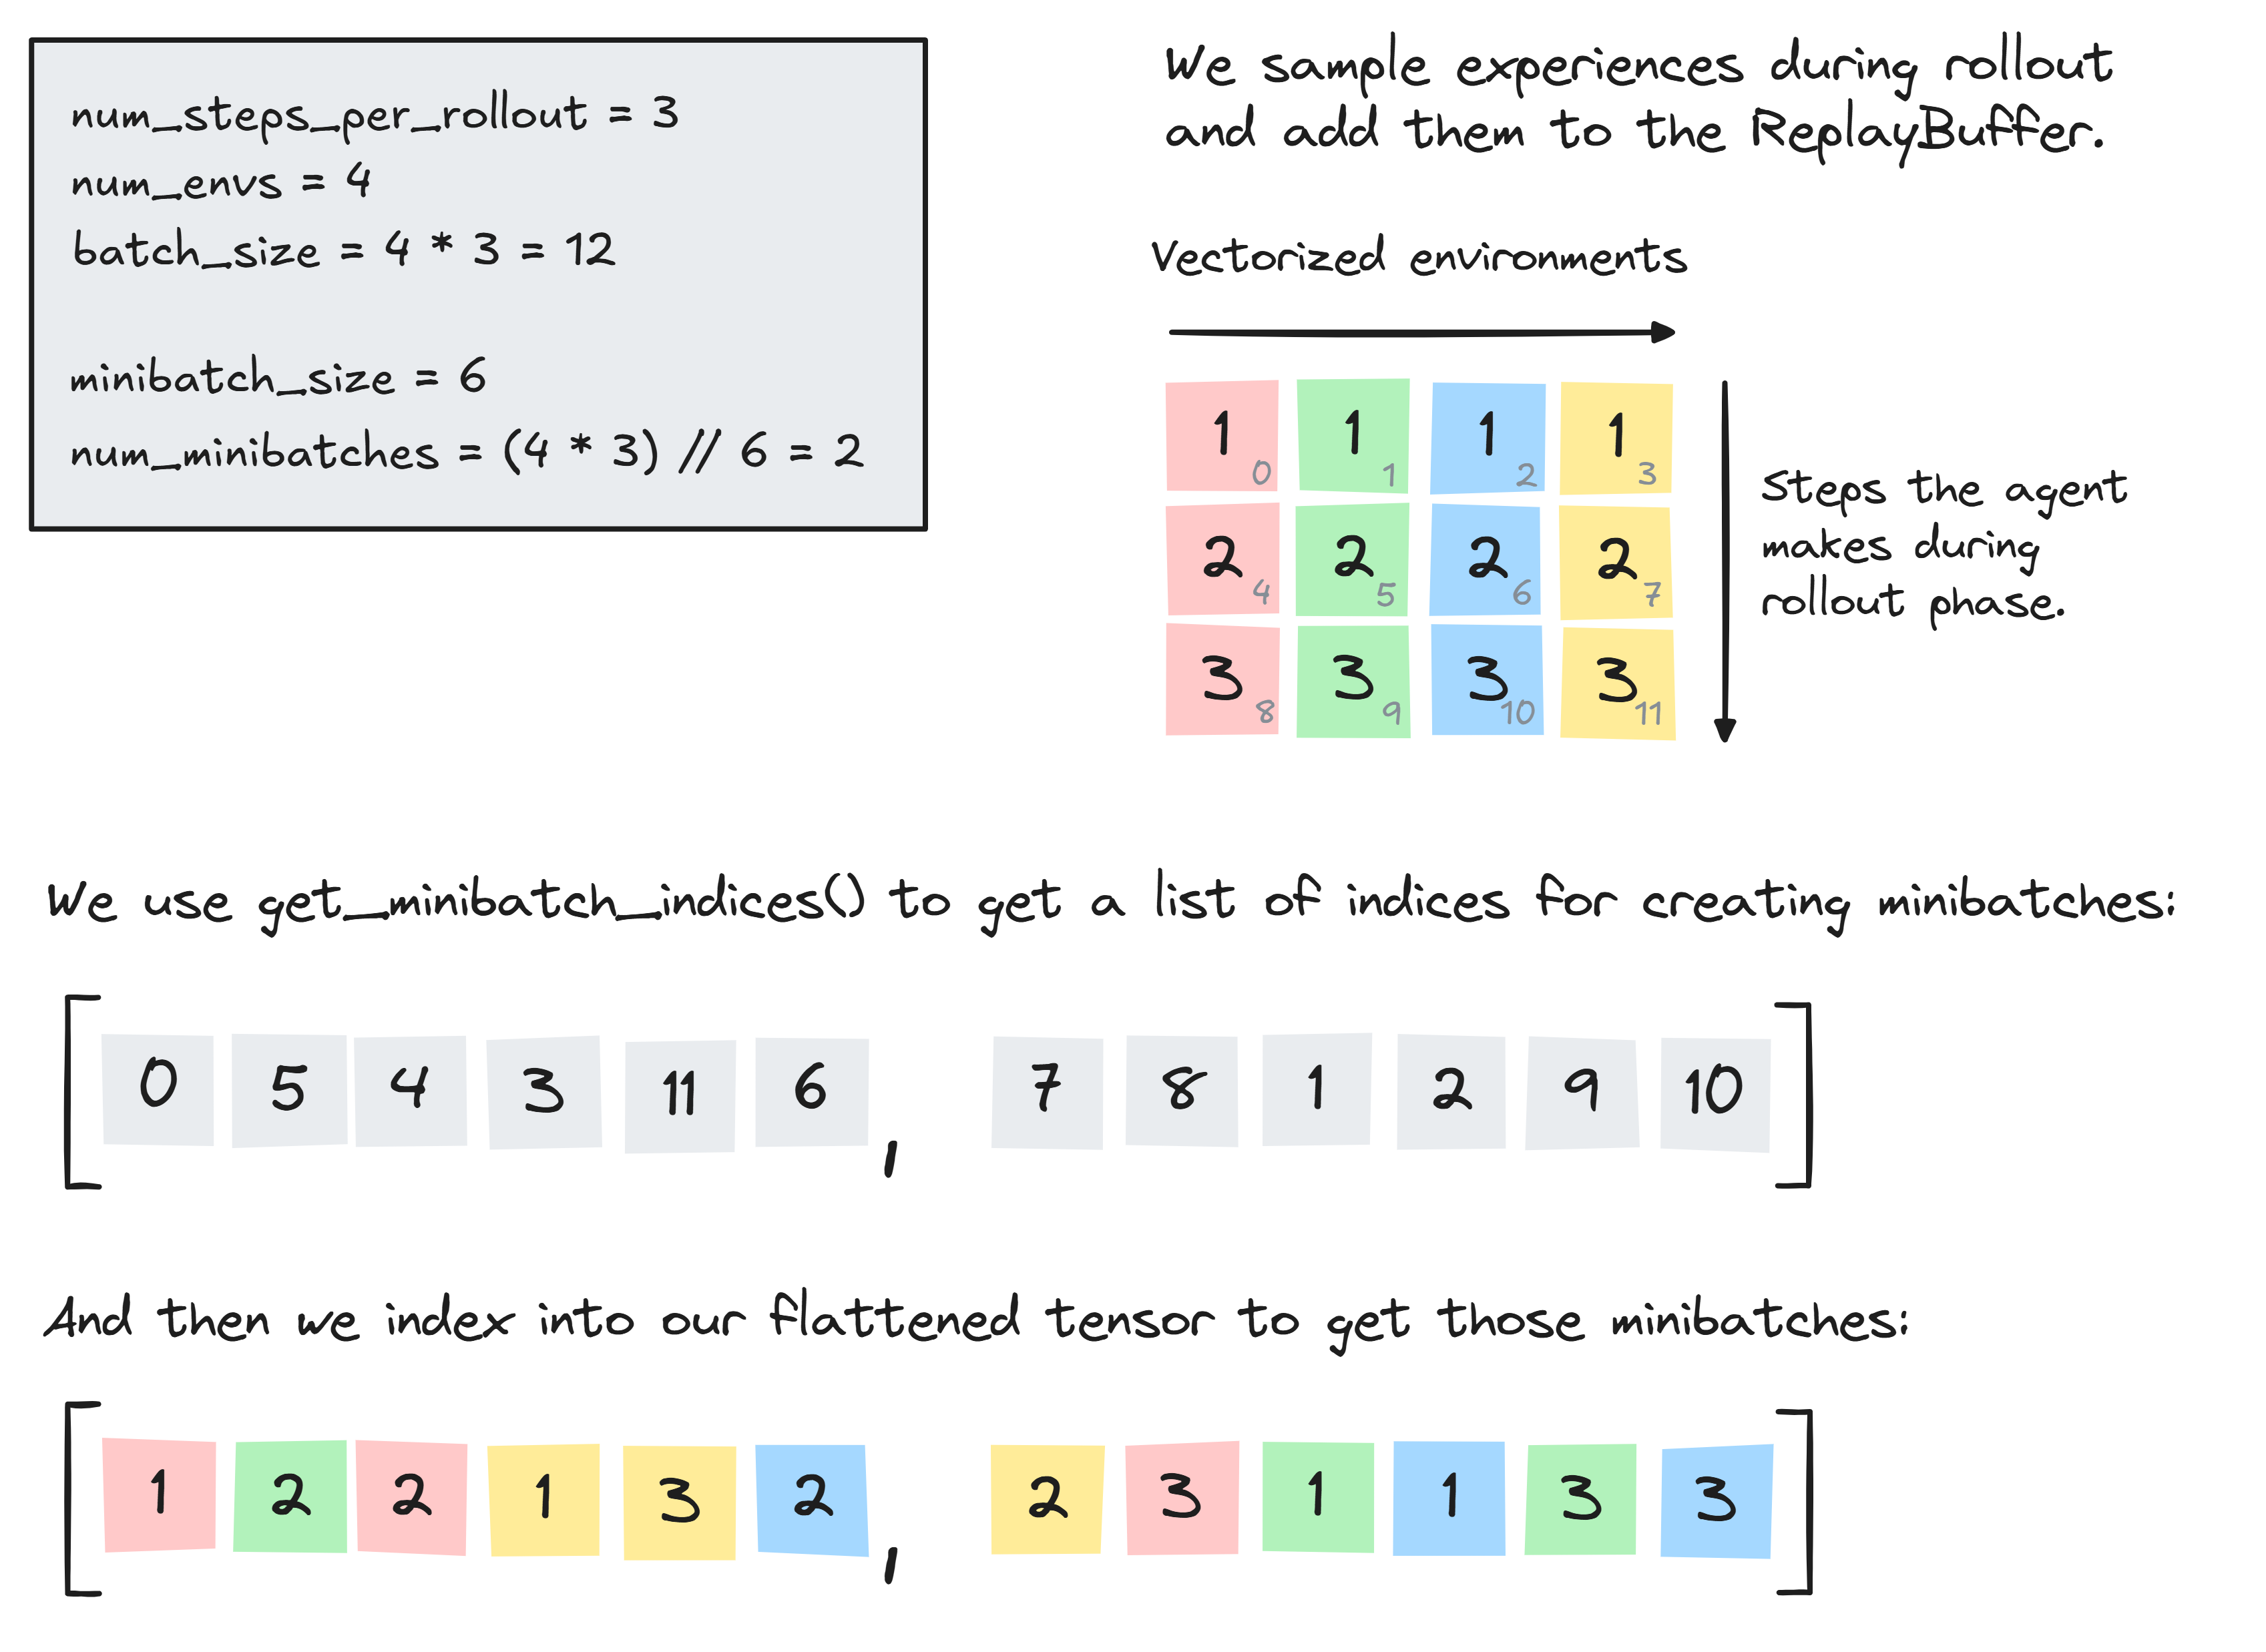 num_steps_per_rollout = 3
num_envs = 4
batch_size = 4 * 3 = 12
minibatch_size = 6
num_minibatches = (4 * 3) // 6 = 2
We sample experiences during rollout
and add them to the ReplayBuffer.
Vectorized environments
1 0 1 1 1 2 1 3
2 4 2 5 2 6 2 7
3 8 3 9 3 10 3 11
Steps the agent
makes during
rollout phase.
We use get_minibatch_indices() to get a list of indices for creating minibatches:
[ 0 5 4 3 11 6 , 7 8 1 2 9 10 ]
And then we index into our flattened tensor to get those minibatches:
[ 1 2 2 1 3 2 , 2 3 1 1 3 3 ]